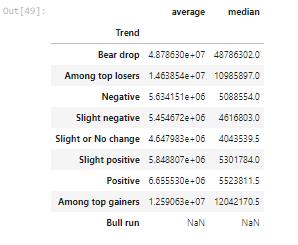 Out[49]:
average median
Trend
Bear drop 4.878630e+07 48786302.0
Among top losers 1.463854e+07 10985897.0
Negative 5.634151e+06 5088554.0
Slight negative 5.454672e+06 4616803.0
Slight or No change 4.647983e+06 4043539.5
Slight positive 5.848807e+06 5301784.0
Positive 6.655530e+06 5523811.5
Among top gainers 1.259063e+07 12042170.5
Bull run NaN NaN